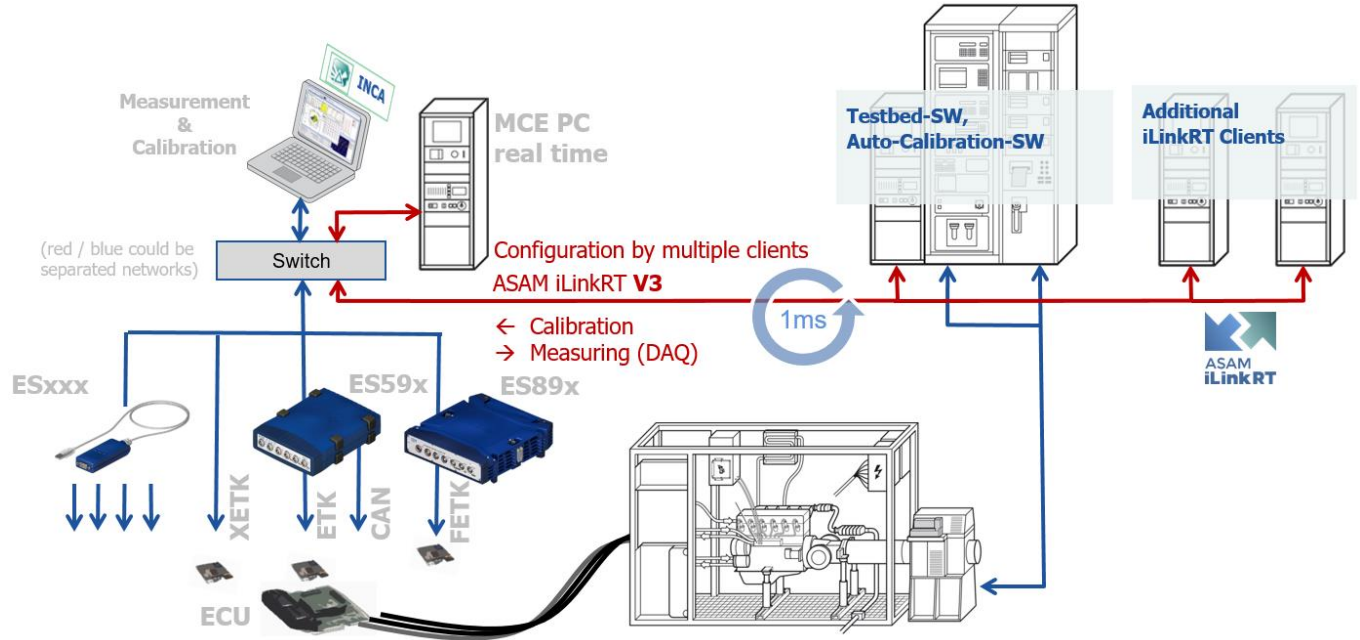 INCA
Measurement
&
Calibration
MCE PC
real time
(red / blue could be
separated networks)
Switch
Testbed-SW,
Auto-Calibration-SW
Additional
iLinkRT Clients
Configuration by multiple clients
ASAM iLinkRT V3
← Calibration
→ Measuring (DAQ)
1ms
ASAM
iLinkRT
ESxxx
ES59x
ES89x
XETK
ETK
CAN
FETK
ECU